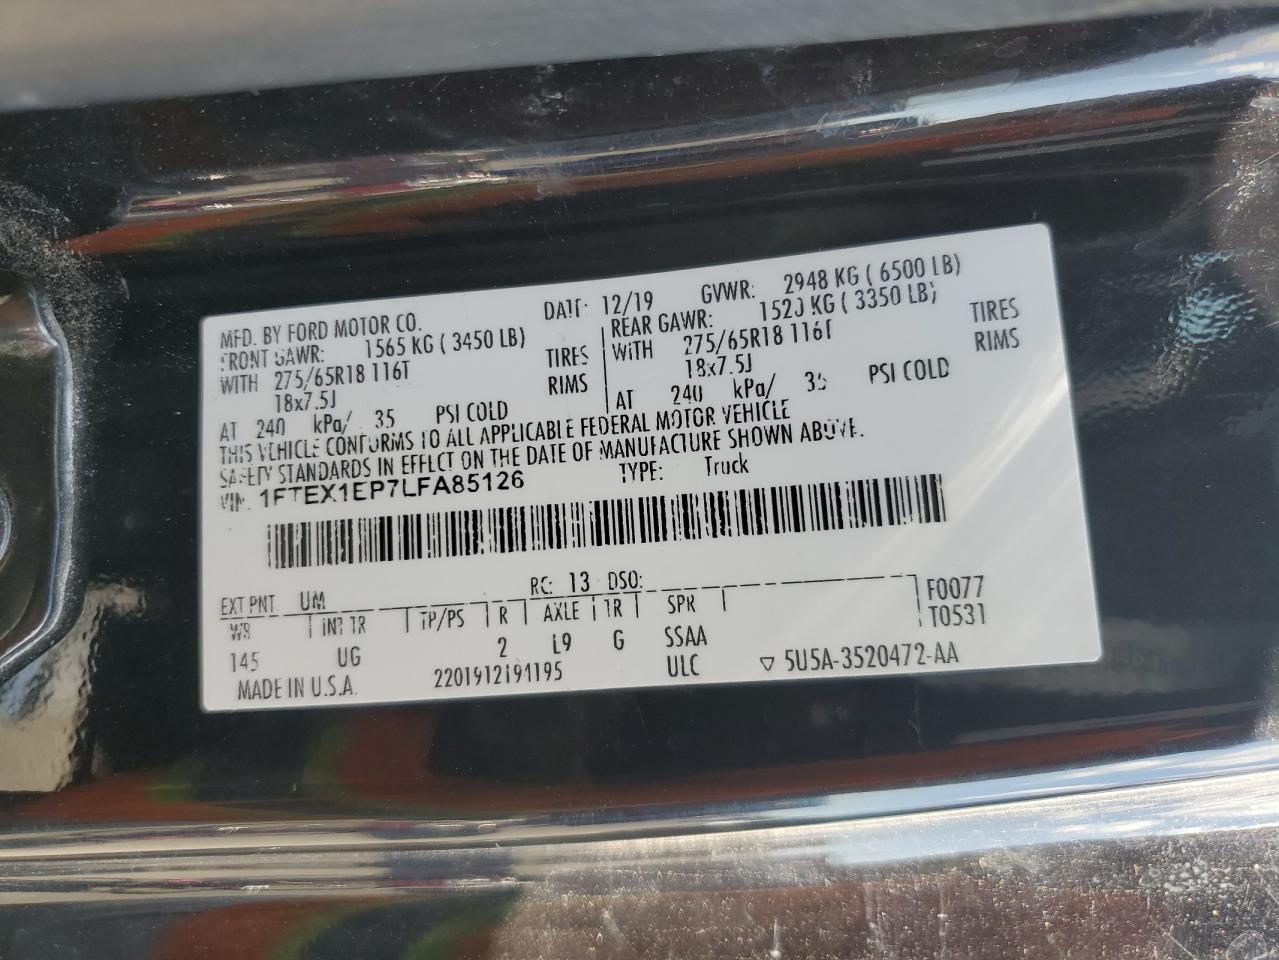 MFD. BY FORD MOTOR CO. DATE: 12/19 GVWR: 2948 KG ( 6500 LB)
FRONT GAWR: 1565 KG ( 3450 LB) REAR GAWR: 1520 KG ( 3350 LB)
WITH 275/65R18 116T TIRES WITH 275/65R18 116T TIRES
18x7.5J RIMS 18x7.5J RIMS
AT 240 kPa/ 35 PSI COLD AT 240 kPa/ 35 PSI COLD
THIS VEHICLE CONFORMS TO ALL APPLICABLE FEDERAL MOTOR VEHICLE
SAFETY STANDARDS IN EFFECT ON THE DATE OF MANUFACTURE SHOWN ABOVE.
VIN: 1FTEX1EP7LFA85126 TYPE: Truck
EXT PNT UM RC: 13 DSO: F0077
WB INT TR TP/PS R AXLE TR SPR T0531
145 UG 2 L9 G SSAA
MADE IN U.S.A. 2201912191195 ULC ▽ 5U5A-3520472-AA